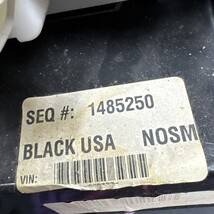 SEQ #: 1485250
BLACK USA NOSM
VIN: